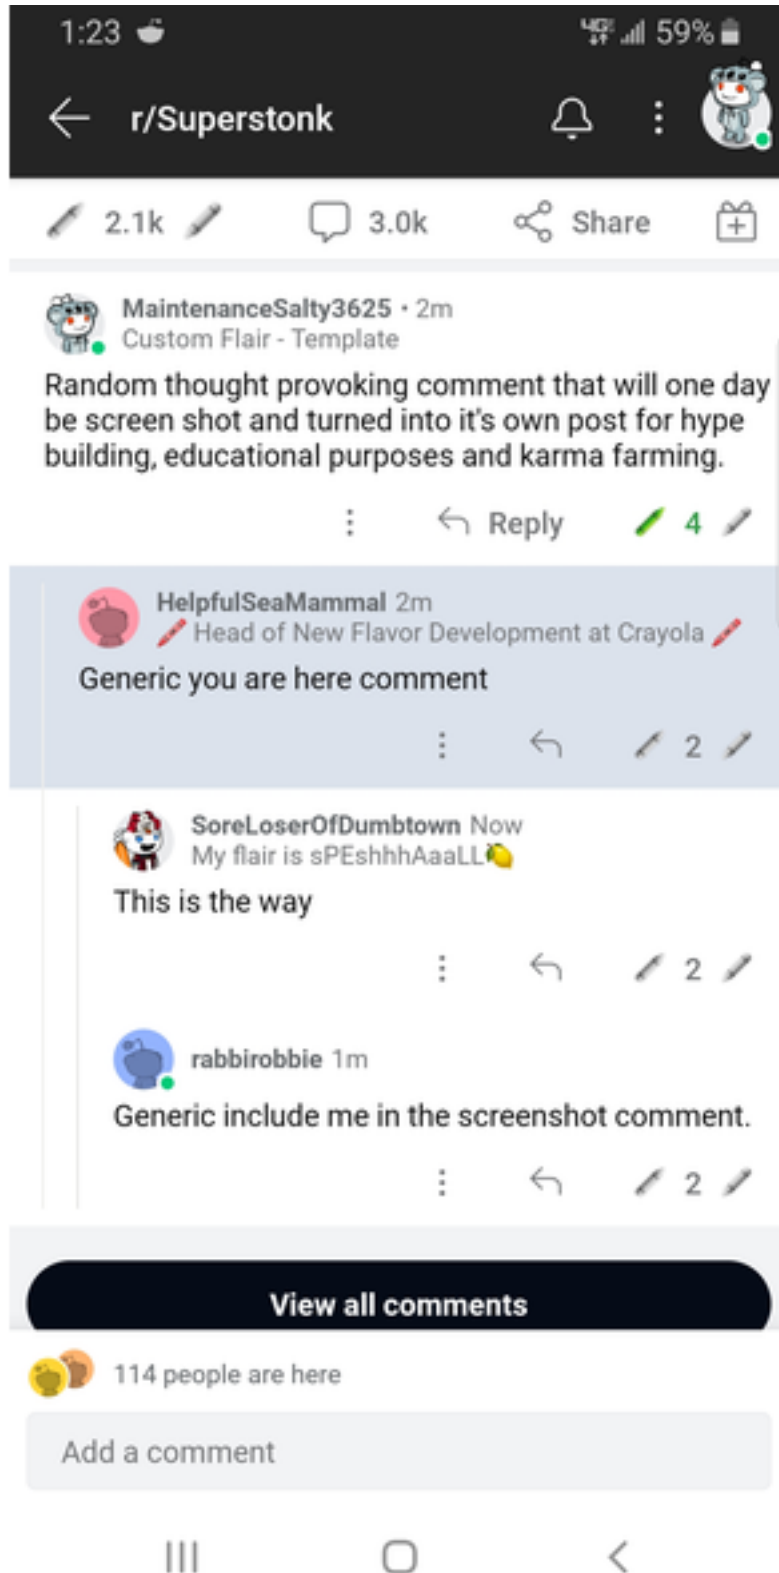 1:23 4G 59%
r/Superstonk
2.1k 3.0k Share
MaintenanceSalty3625 • 2m
Custom Flair - Template
Random thought provoking comment that will one day
be screen shot and turned into it's own post for hype
building, educational purposes and karma farming.
Reply 4
HelpfulSeaMammal 2m
🖍️ Head of New Flavor Development at Crayola 🖍️
Generic you are here comment
2
SoreLoserOfDumbtown Now
My flair is sPEshhhAaaLL🍋
This is the way
2
rabbirobbie 1m
Generic include me in the screenshot comment.
2
View all comments
114 people are here
Add a comment